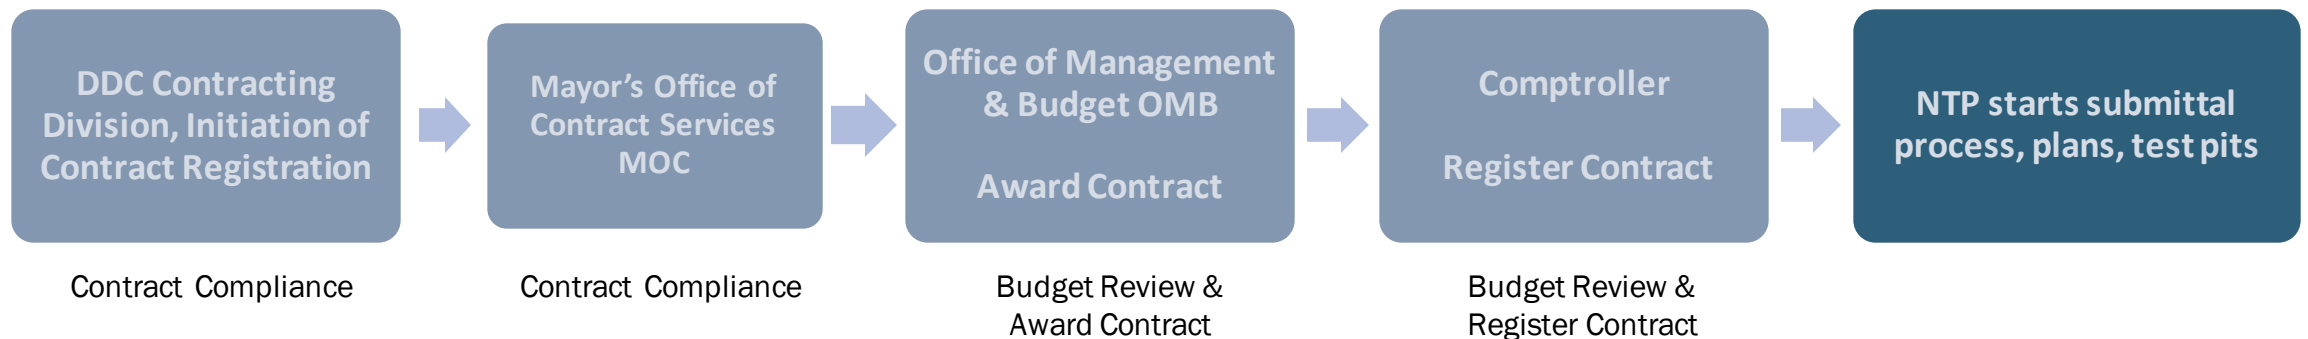 DDC Contracting
Division, Initiation of
Contract Registration
Mayor’s Office of
Contract Services
MOC
Office of Management
& Budget OMB
Award Contract
Comptroller
Register Contract
NTP starts submittal
process, plans, test pits
Contract Compliance
Contract Compliance
Budget Review &
Award Contract
Budget Review &
Register Contract